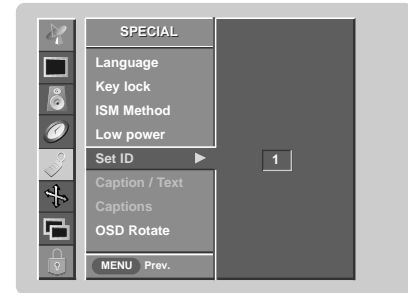 SPECIAL
Language
Key lock
ISM Method
Low power
Set ID ▶ 1
Caption / Text
Captions
OSD Rotate
MENU Prev.